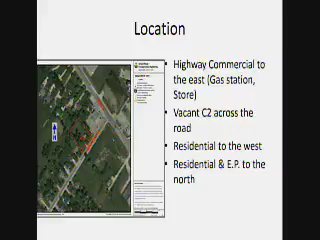 Location
• Highway Commercial to
the east (Gas station,
Store)
• Vacant C2 across the
road
• Residential to the west
• Residential & E.P. to the
north